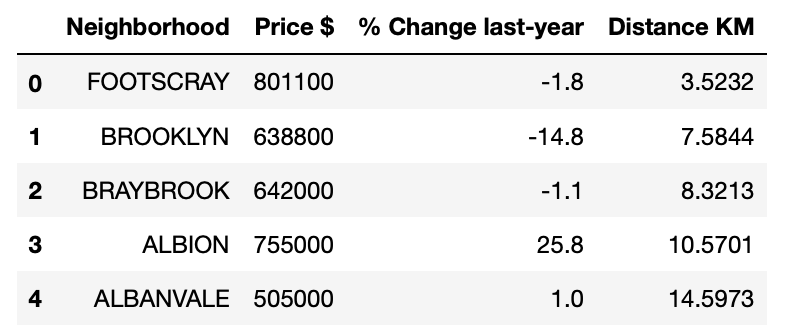 Neighborhood Price $ % Change last-year Distance KM
0 FOOTSCRAY 801100 -1.8 3.5232
1 BROOKLYN 638800 -14.8 7.5844
2 BRAYBROOK 642000 -1.1 8.3213
3 ALBION 755000 25.8 10.5701
4 ALBANVALE 505000 1.0 14.5973